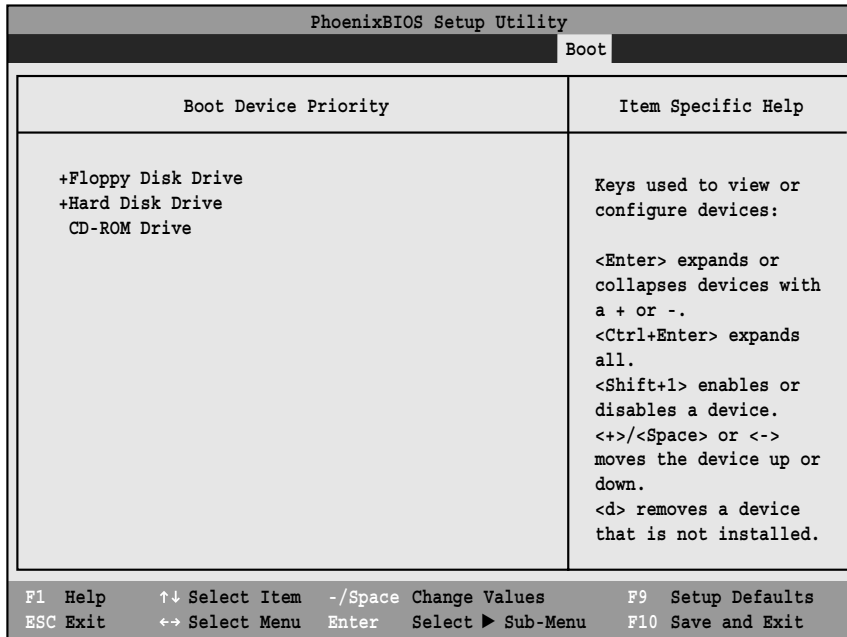 PhoenixBIOS Setup Utility
Boot
Boot Device Priority
Item Specific Help
+Floppy Disk Drive
+Hard Disk Drive
CD-ROM Drive
Keys used to view or
configure devices:
<Enter> expands or
collapses devices with
a + or -.
<Ctrl+Enter> expands
all.
<Shift+1> enables or
disables a device.
<+>/<Space> or <->
moves the device up or
down.
<d> removes a device
that is not installed.
F1 Help ↑↓ Select Item -/Space Change Values F9 Setup Defaults
ESC Exit ←→ Select Menu Enter Select ▶ Sub-Menu F10 Save and Exit